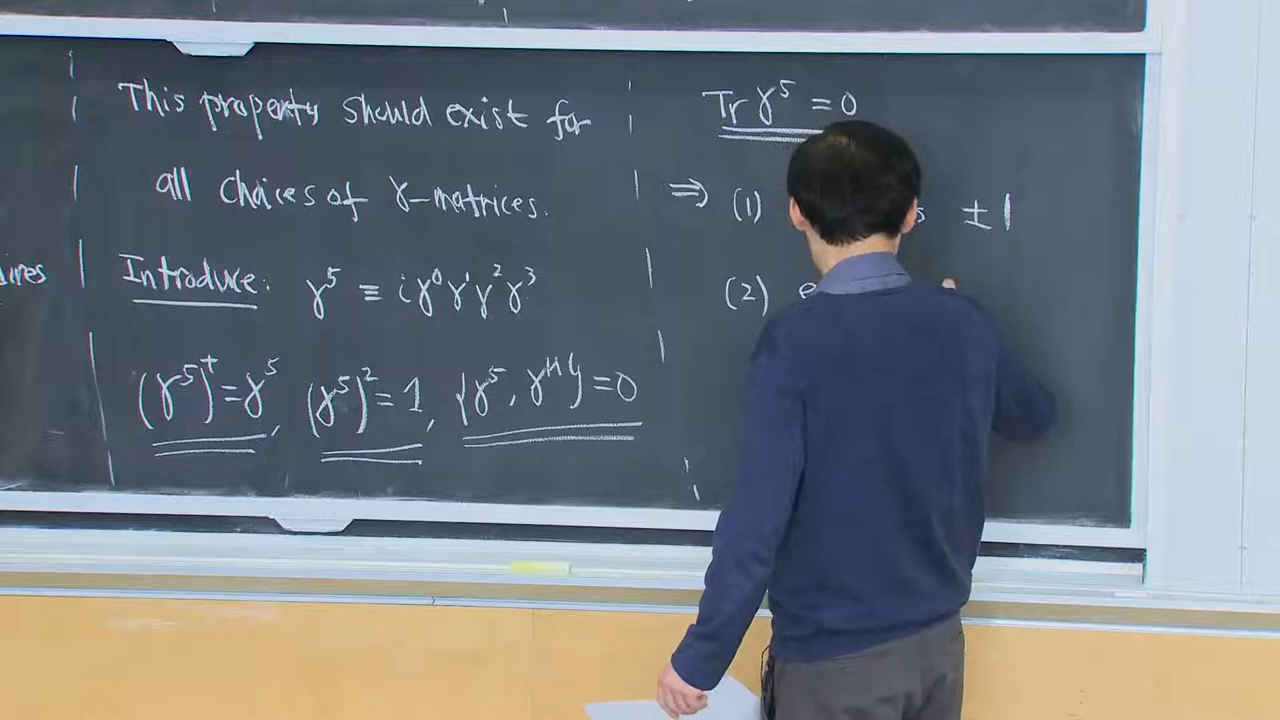 This property should exist for
all choices of γ-matrices.
Introduce: γ⁵ ≡ iγ⁰γ¹γ²γ³
(γ⁵)† = γ⁵, (γ⁵)² = 1, {γ⁵, γ^μ} = 0
Tr γ⁵ = 0
⇒ (1) ±1
(2)